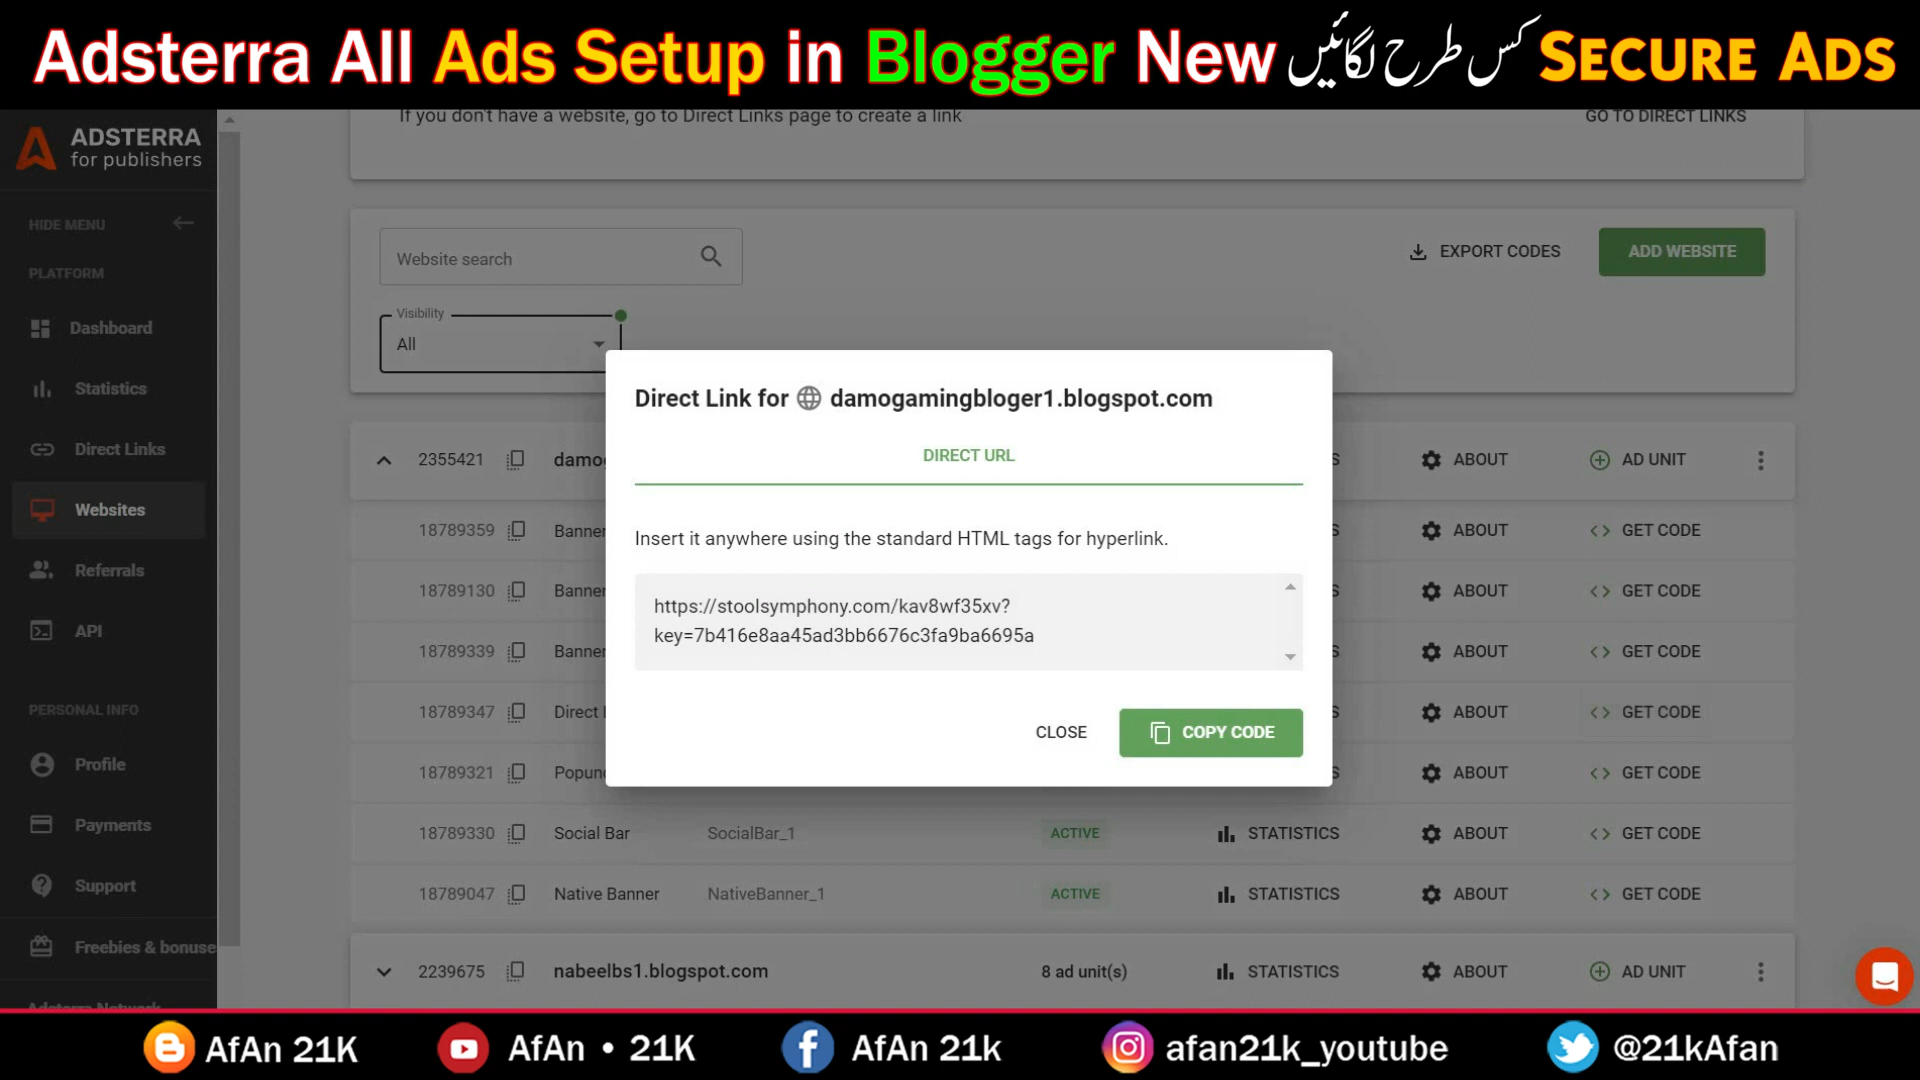 Adsterra All Ads Setup in Blogger New کس طرح لگائیں SECURE ADS
If you don't have a website, go to Direct Links page to create a link
GO TO DIRECT LINKS
ADSTERRA
for publishers
HIDE MENU
PLATFORM
Dashboard
Statistics
Direct Links
Websites
Referrals
API
PERSONAL INFO
Profile
Payments
Support
Freebies & bonuse
Adsterra Network
Website search
EXPORT CODES
ADD WEBSITE
Visibility
All
Direct Link for damogamingbloger1.blogspot.com
DIRECT URL
Insert it anywhere using the standard HTML tags for hyperlink.
https://stoolsymphony.com/kav8wf35xv?
key=7b416e8aa45ad3bb6676c3fa9ba6695a
CLOSE
COPY CODE
2355421 damo S ABOUT AD UNIT
18789359 Banner S ABOUT GET CODE
18789130 Banner S ABOUT GET CODE
18789339 Banner S ABOUT GET CODE
18789347 Direct S ABOUT GET CODE
18789321 Popun S ABOUT GET CODE
18789330 Social Bar SocialBar_1 ACTIVE STATISTICS ABOUT GET CODE
18789047 Native Banner NativeBanner_1 ACTIVE STATISTICS ABOUT GET CODE
2239675 nabeelbs1.blogspot.com 8 ad unit(s) STATISTICS ABOUT AD UNIT
AfAn 21K AfAn • 21K AfAn 21k afan21k_youtube @21kAfan